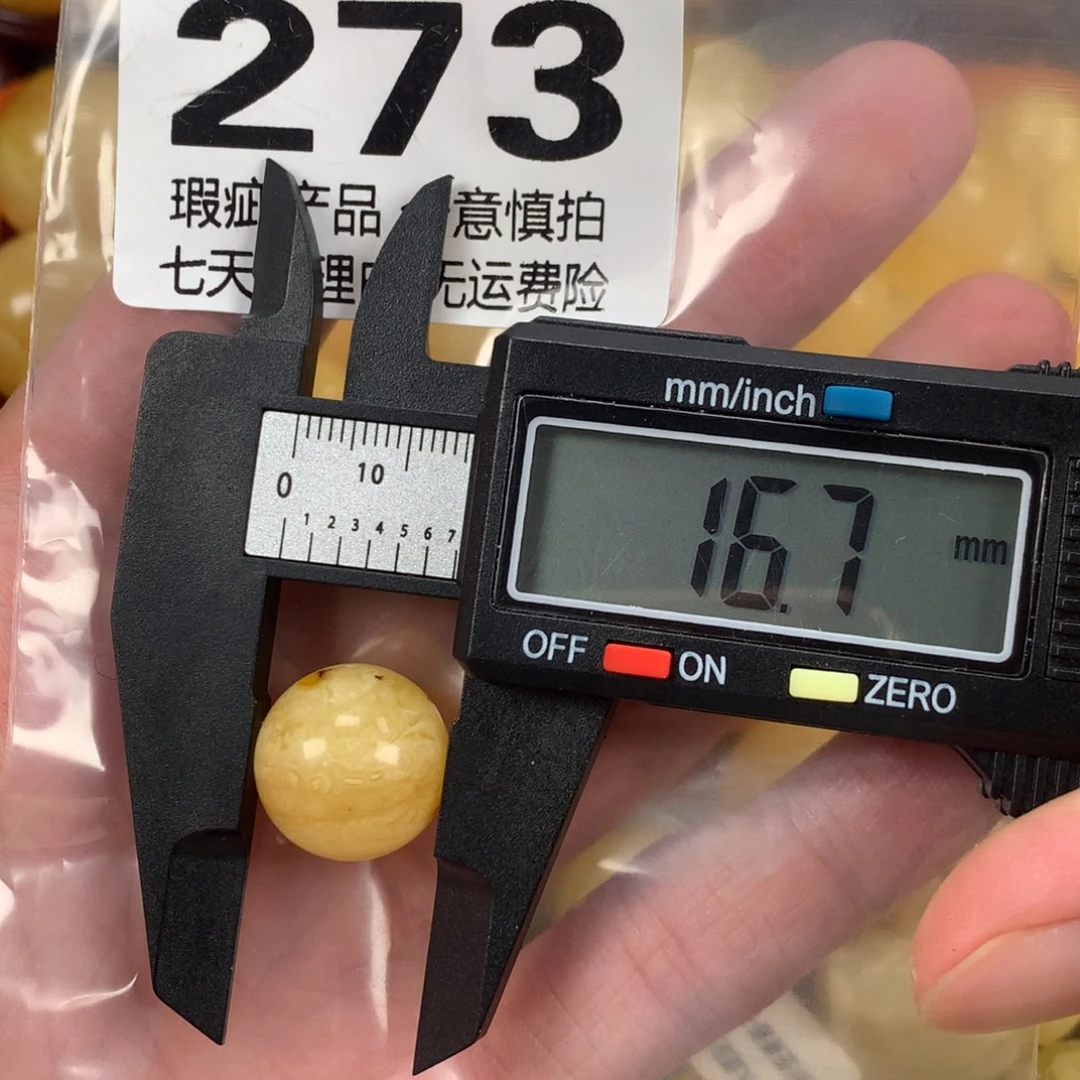 273
瑕疵产品 意慎拍
七天 理 无运费险
mm/inch
0 10
1 2 3 4 5 6 7
16.7 mm
OFF ON ZERO